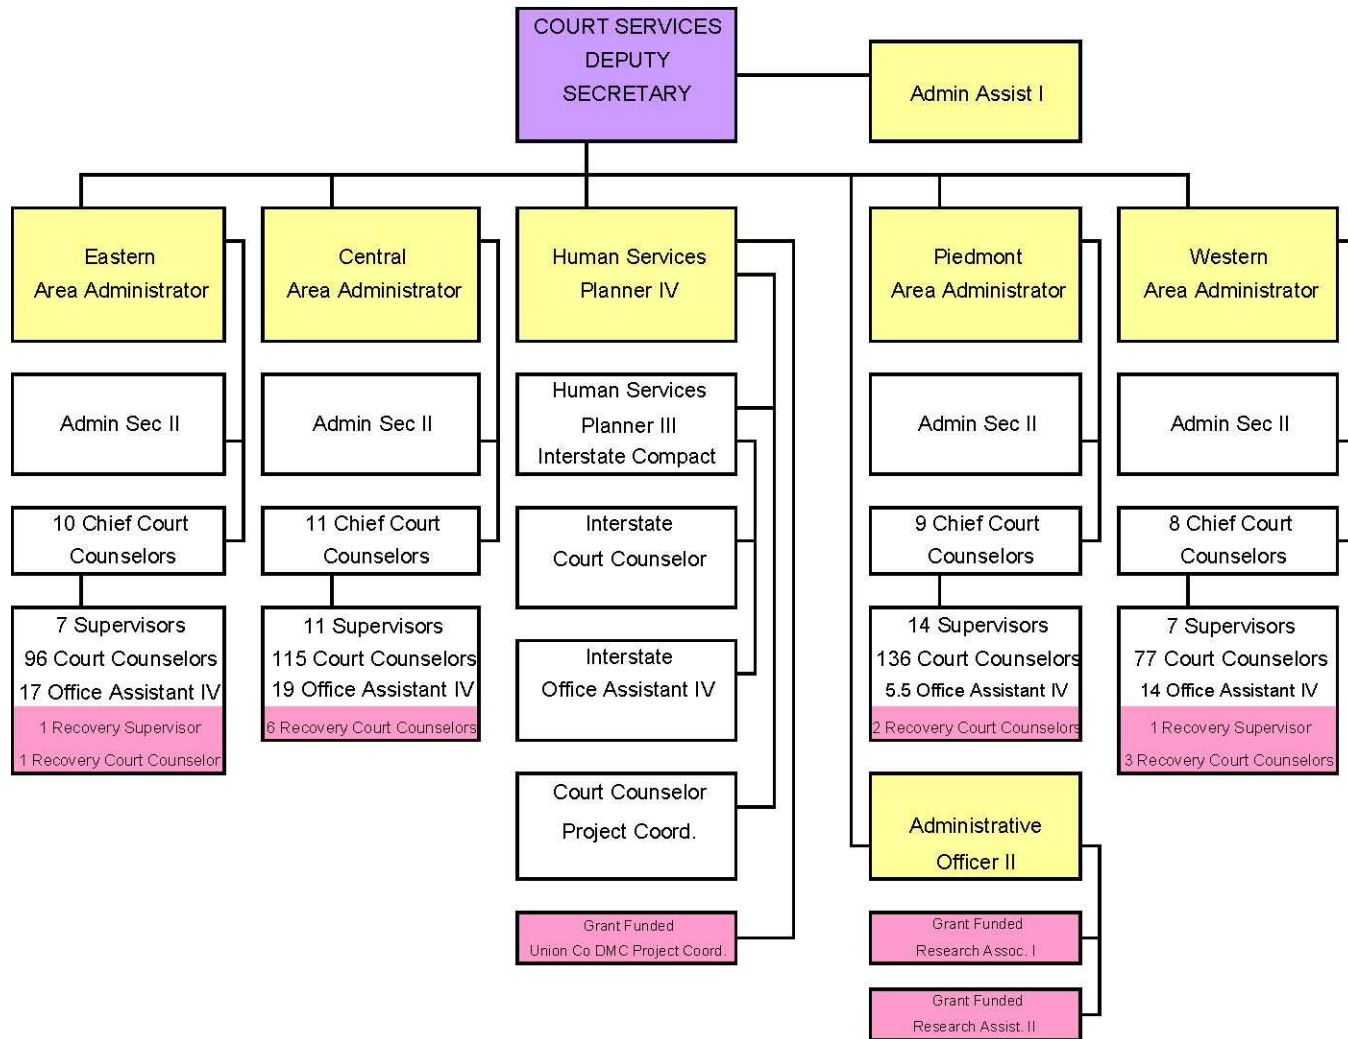 COURT SERVICES
DEPUTY
SECRETARY
Admin Assist I
Eastern
Area Administrator
Central
Area Administrator
Human Services
Planner IV
Piedmont
Area Administrator
Western
Area Administrator
Admin Sec II
Admin Sec II
Human Services
Planner III
Interstate Compact
Admin Sec II
Admin Sec II
10 Chief Court
Counselors
11 Chief Court
Counselors
Interstate
Court Counselor
9 Chief Court
Counselors
8 Chief Court
Counselors
7 Supervisors
96 Court Counselors
17 Office Assistant IV
1 Recovery Supervisor
1 Recovery Court Counselor
11 Supervisors
115 Court Counselors
19 Office Assistant IV
6 Recovery Court Counselors
Interstate
Office Assistant IV
14 Supervisors
136 Court Counselors
5.5 Office Assistant IV
2 Recovery Court Counselors
7 Supervisors
77 Court Counselors
14 Office Assistant IV
1 Recovery Supervisor
3 Recovery Court Counselors
Court Counselor
Project Coord.
Administrative
Officer II
Grant Funded
Union Co DMC Project Coord.
Grant Funded
Research Assoc. I
Grant Funded
Research Assist. II